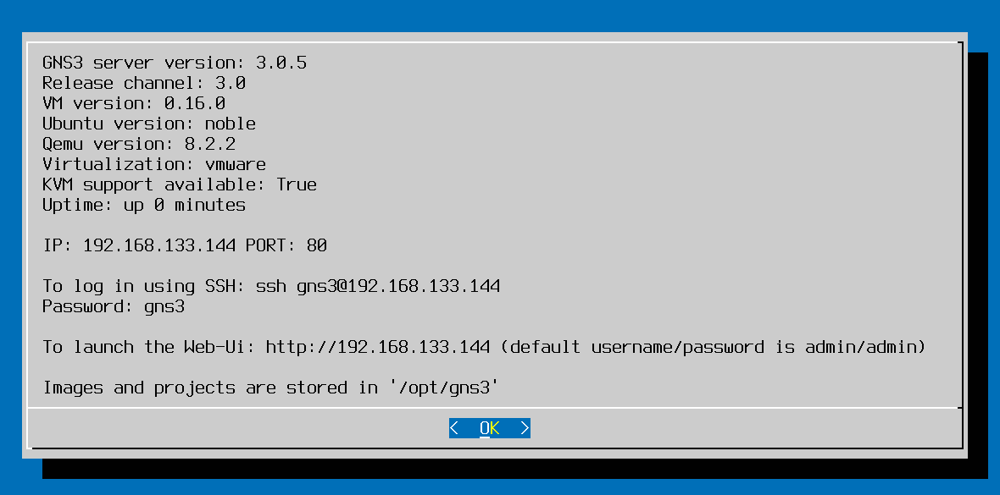 GNS3 server version: 3.0.5
Release channel: 3.0
VM version: 0.16.0
Ubuntu version: noble
Qemu version: 8.2.2
Virtualization: vmware
KVM support available: True
Uptime: up 0 minutes
IP: 192.168.133.144 PORT: 80
To log in using SSH: ssh gns3@192.168.133.144
Password: gns3
To launch the Web-Ui: http://192.168.133.144 (default username/password is admin/admin)
Images and projects are stored in '/opt/gns3'
< OK >